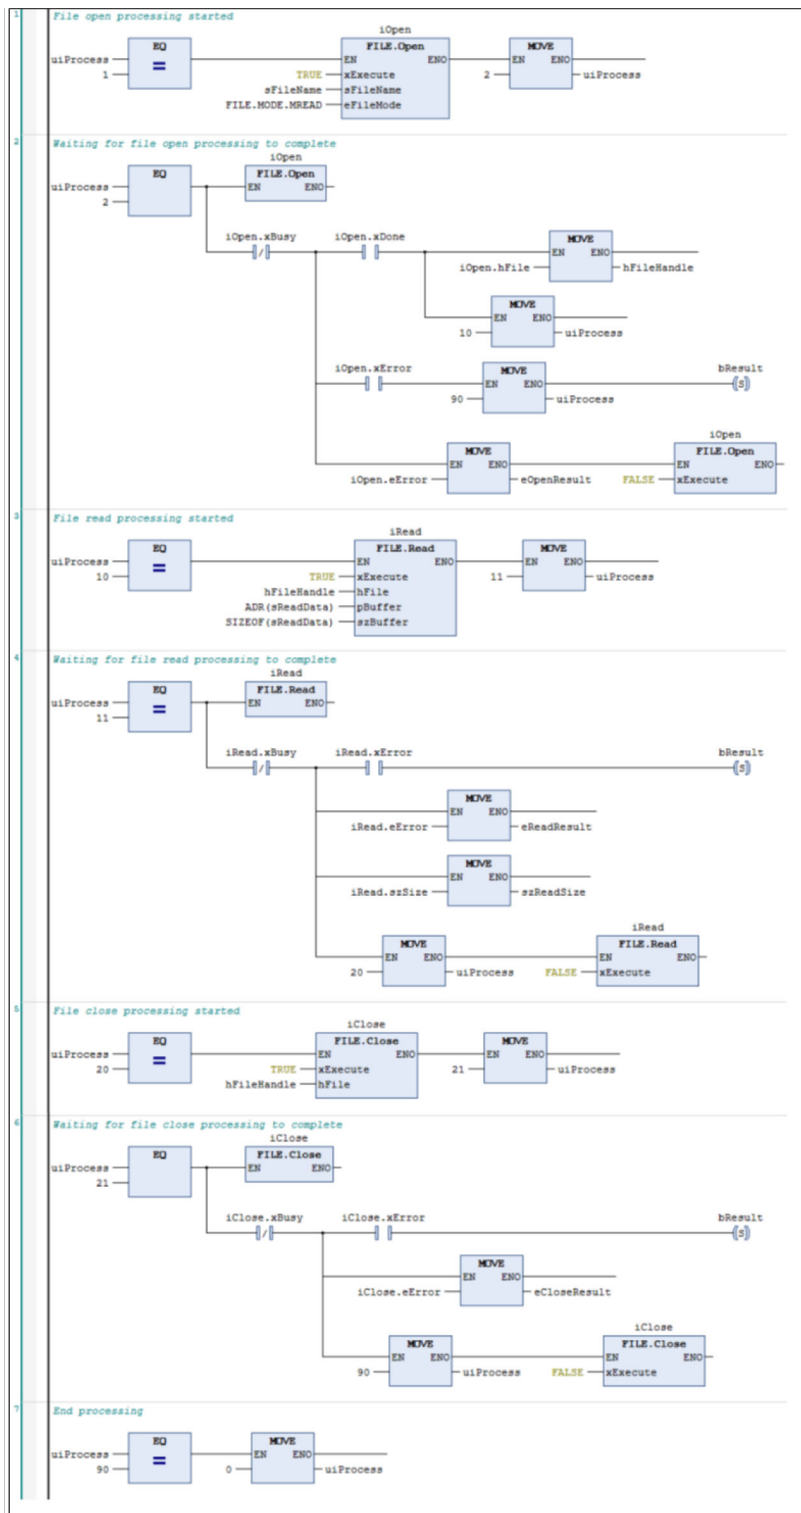 1 File open processing started
iOpen
EQ FILE.Open MOVE
uiProcess = EN ENO EN ENO
1 TRUE xExecute 2 uiProcess
sFileName sFileName
FILE.MODE.MREAD eFileMode
2 Waiting for file open processing to complete
iOpen
EQ FILE.Open
uiProcess EN ENO
2
iOpen.xBusy iOpen.xDone
MOVE
EN ENO
iOpen.hFile hFileHandle
MOVE
EN ENO
10 uiProcess
iOpen.xError MOVE bResult
EN ENO S
90 uiProcess
iOpen
MOVE FILE.Open
EN ENO EN ENO
iOpen.eError eOpenResult FALSE xExecute
3 File read processing started
iRead
EQ FILE.Read MOVE
uiProcess = EN ENO EN ENO
10 TRUE xExecute 11 uiProcess
hFileHandle hFile
ADR(sReadData) pBuffer
SIZEOF(sReadData) szBuffer
4 Waiting for file read processing to complete
iRead
EQ FILE.Read
uiProcess = EN ENO
11
iRead.xBusy iRead.xError bResult
S
MOVE
EN ENO
iRead.eError eReadResult
MOVE
EN ENO
iRead.szSize szReadSize
iRead
MOVE FILE.Read
EN ENO EN ENO
20 uiProcess FALSE xExecute
5 File close processing started
iClose
EQ FILE.Close MOVE
uiProcess = EN ENO EN ENO
20 TRUE xExecute 21 uiProcess
hFileHandle hFile
6 Waiting for file close processing to complete
iClose
EQ FILE.Close
uiProcess EN ENO
21
iClose.xBusy iClose.xError bResult
S
MOVE
EN ENO
iClose.eError eCloseResult
iClose
MOVE FILE.Close
EN ENO EN ENO
90 uiProcess FALSE xExecute
7 End processing
EQ MOVE
uiProcess = EN ENO
90 0 uiProcess